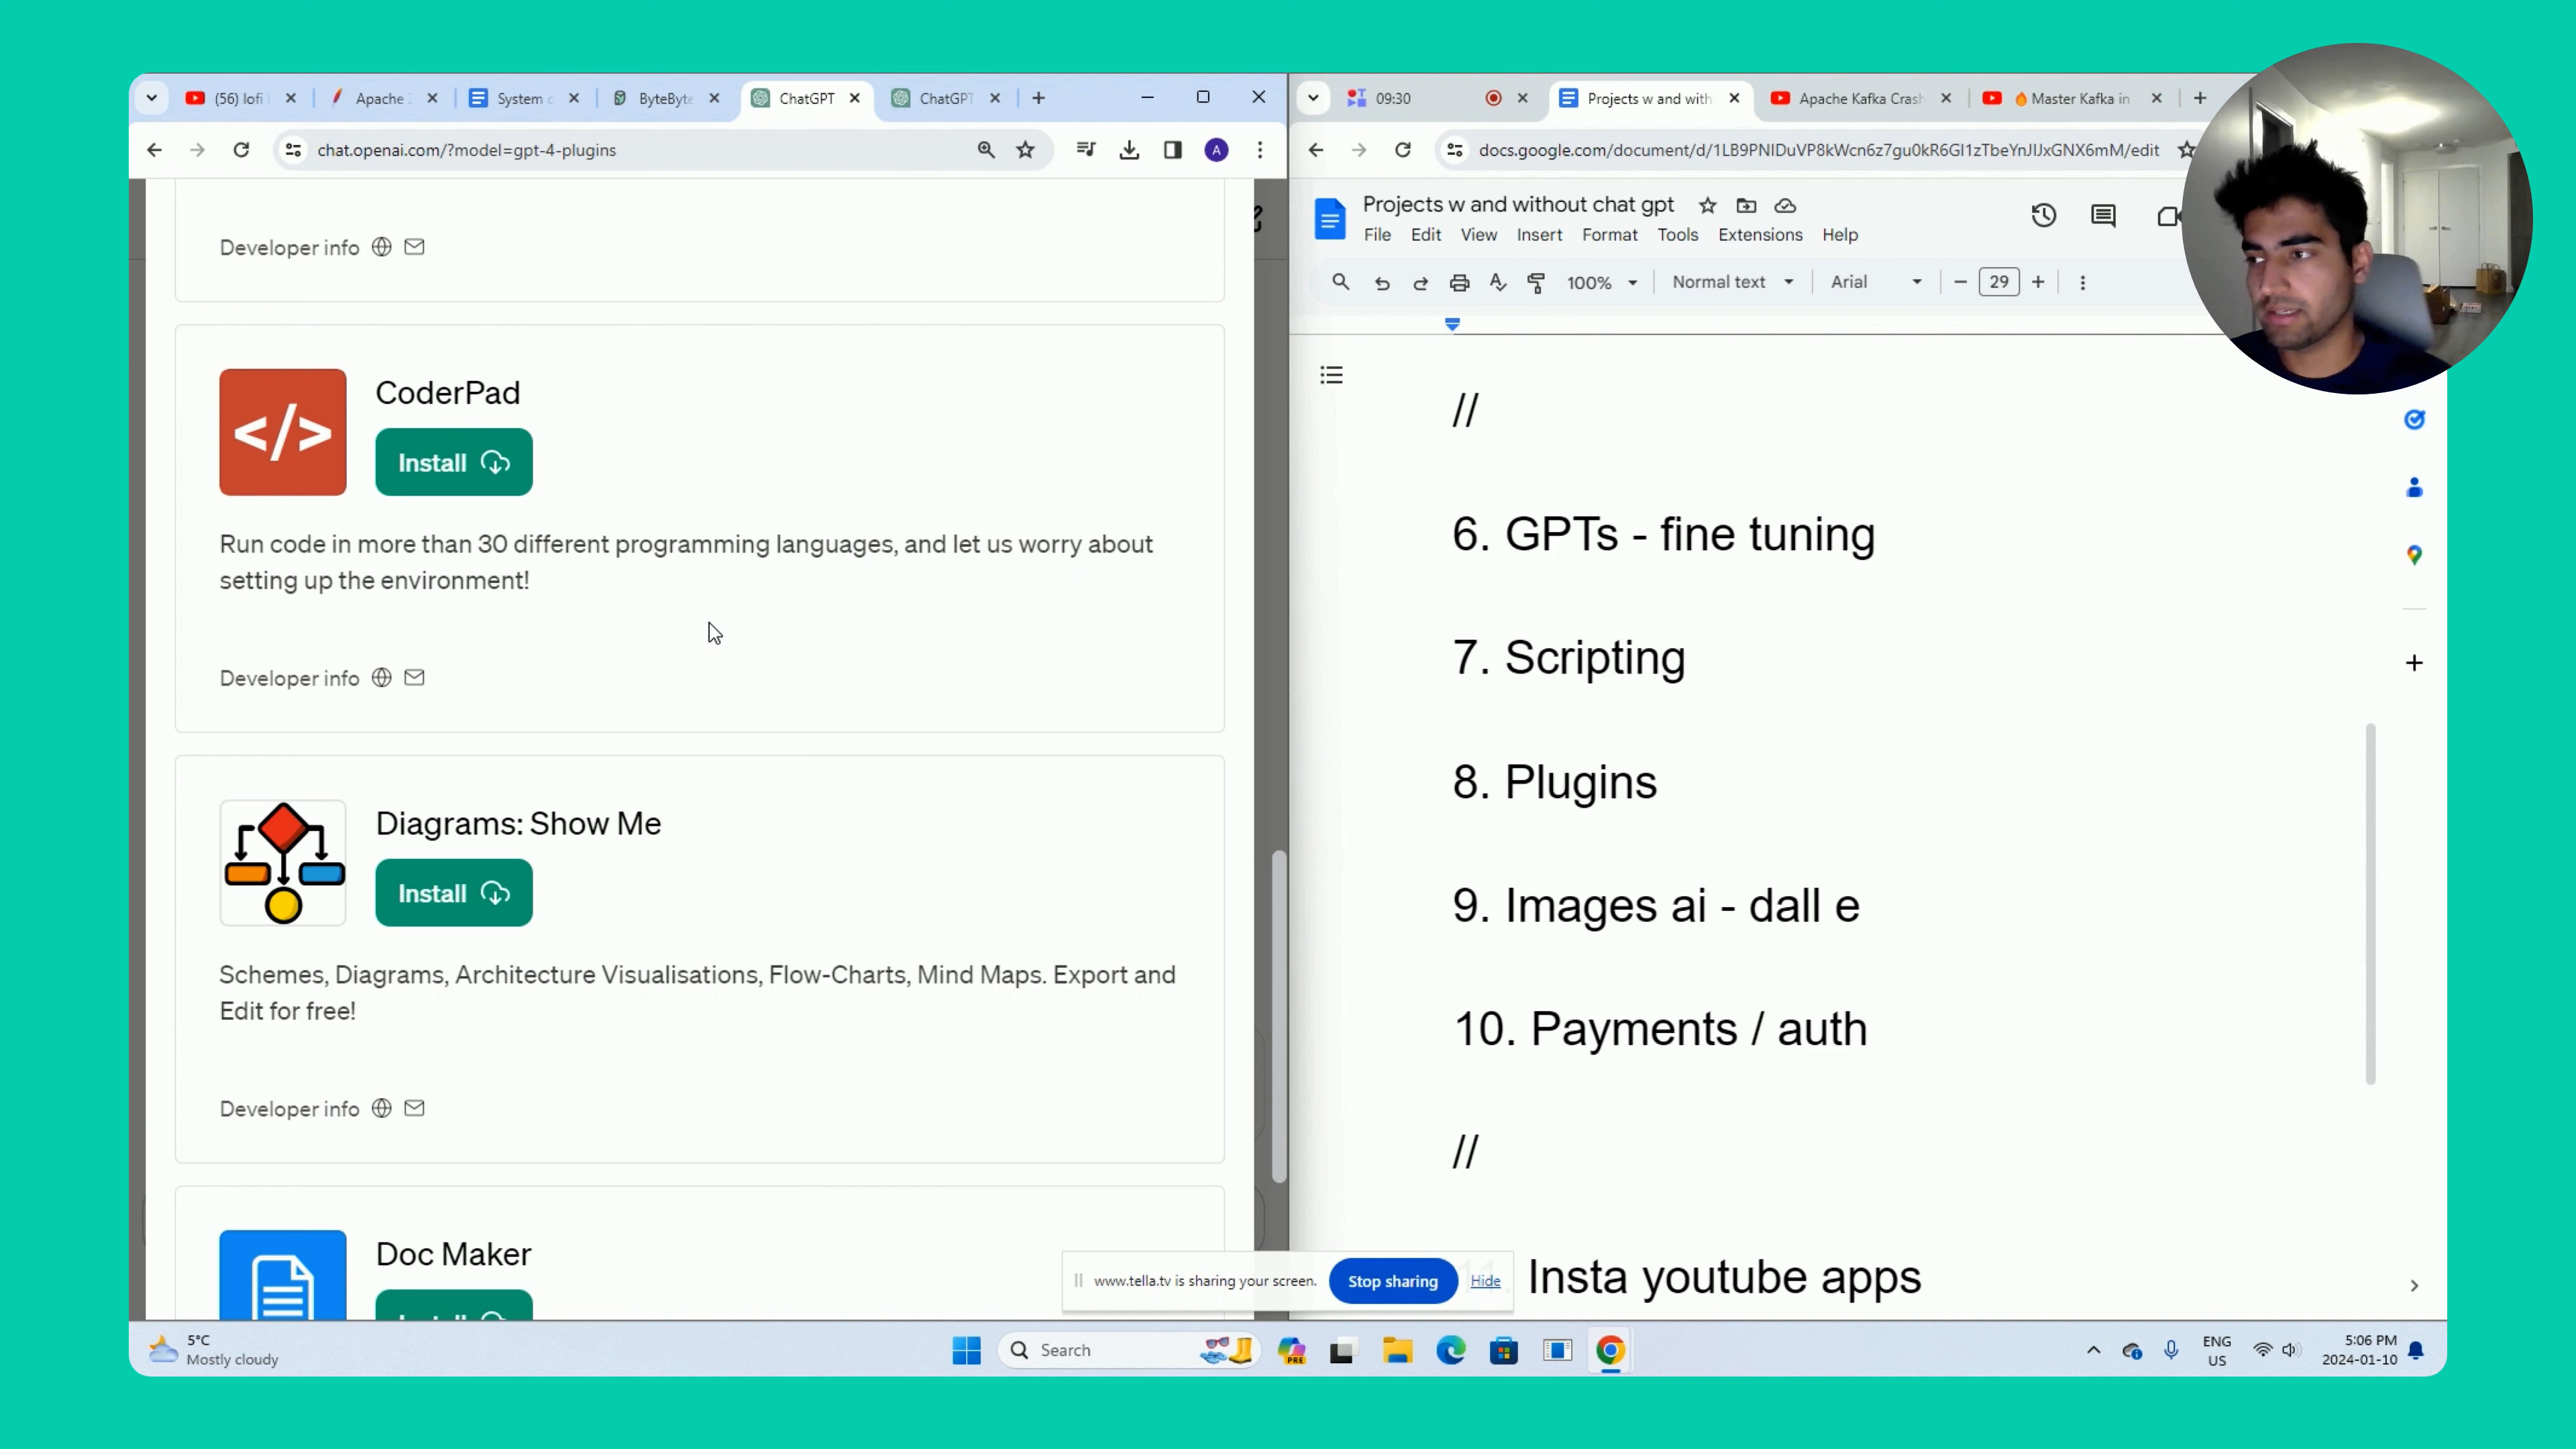 (56) lofi
Apache
System
ByteByte
ChatGPT
ChatGPT
chat.openai.com/?model=gpt-4-plugins
A
Developer info
</>
CoderPad
Install
Run code in more than 30 different programming languages, and let us worry about
setting up the environment!
Developer info
Diagrams: Show Me
Install
Schemes, Diagrams, Architecture Visualisations, Flow-Charts, Mind Maps. Export and
Edit for free!
Developer info
Doc Maker
09:30
Projects w and with
Apache Kafka Crash
Master Kafka in
docs.google.com/document/d/1LB9PNIDuVP8kWcn6z7gu0kR6GI1zTbeYnJIJxGNX6mM/edit
Projects w and without chat gpt
File Edit View Insert Format Tools Extensions Help
100% Normal text Arial 29
//
6. GPTs - fine tuning
7. Scripting
8. Plugins
9. Images ai - dall e
10. Payments / auth
//
Insta youtube apps
www.tella.tv is sharing your screen. Stop sharing Hide
5°C
Mostly cloudy
Search
PRE
ENG
US
5:06 PM
2024-01-10